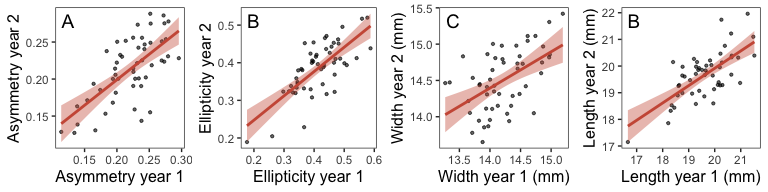 A
B
C
B
Asymmetry year 2
0.25
0.20
0.15
0.15 0.20 0.25 0.30
Asymmetry year 1
Ellipticity year 2
0.5
0.4
0.3
0.2
0.2 0.3 0.4 0.5 0.6
Ellipticity year 1
Width year 2 (mm)
15.5
15.0
14.5
14.0
13.5 14.0 14.5 15.0
Width year 1 (mm)
Length year 2 (mm)
22
21
20
19
18
17
17 18 19 20 21
Length year 1 (mm)